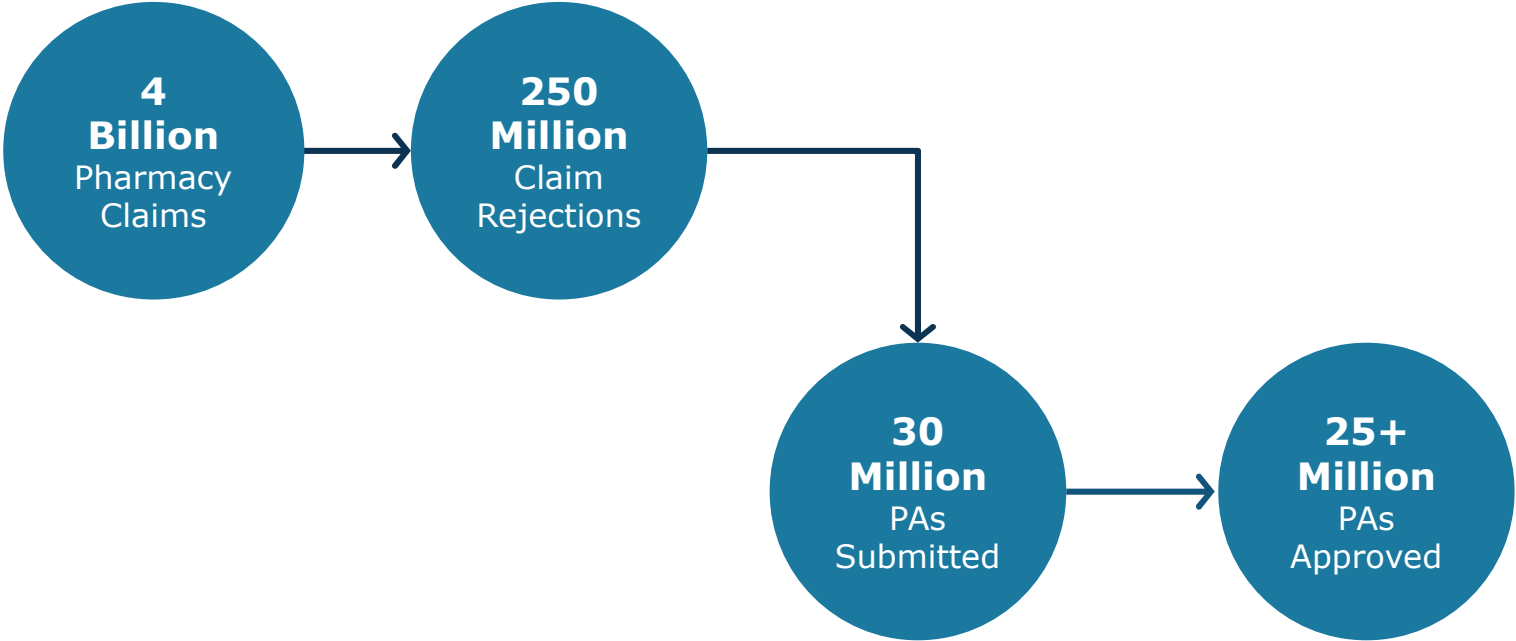 4
Billion
Pharmacy
Claims
250
Million
Claim
Rejections
30
Million
PAs
Submitted
25+
Million
PAs
Approved